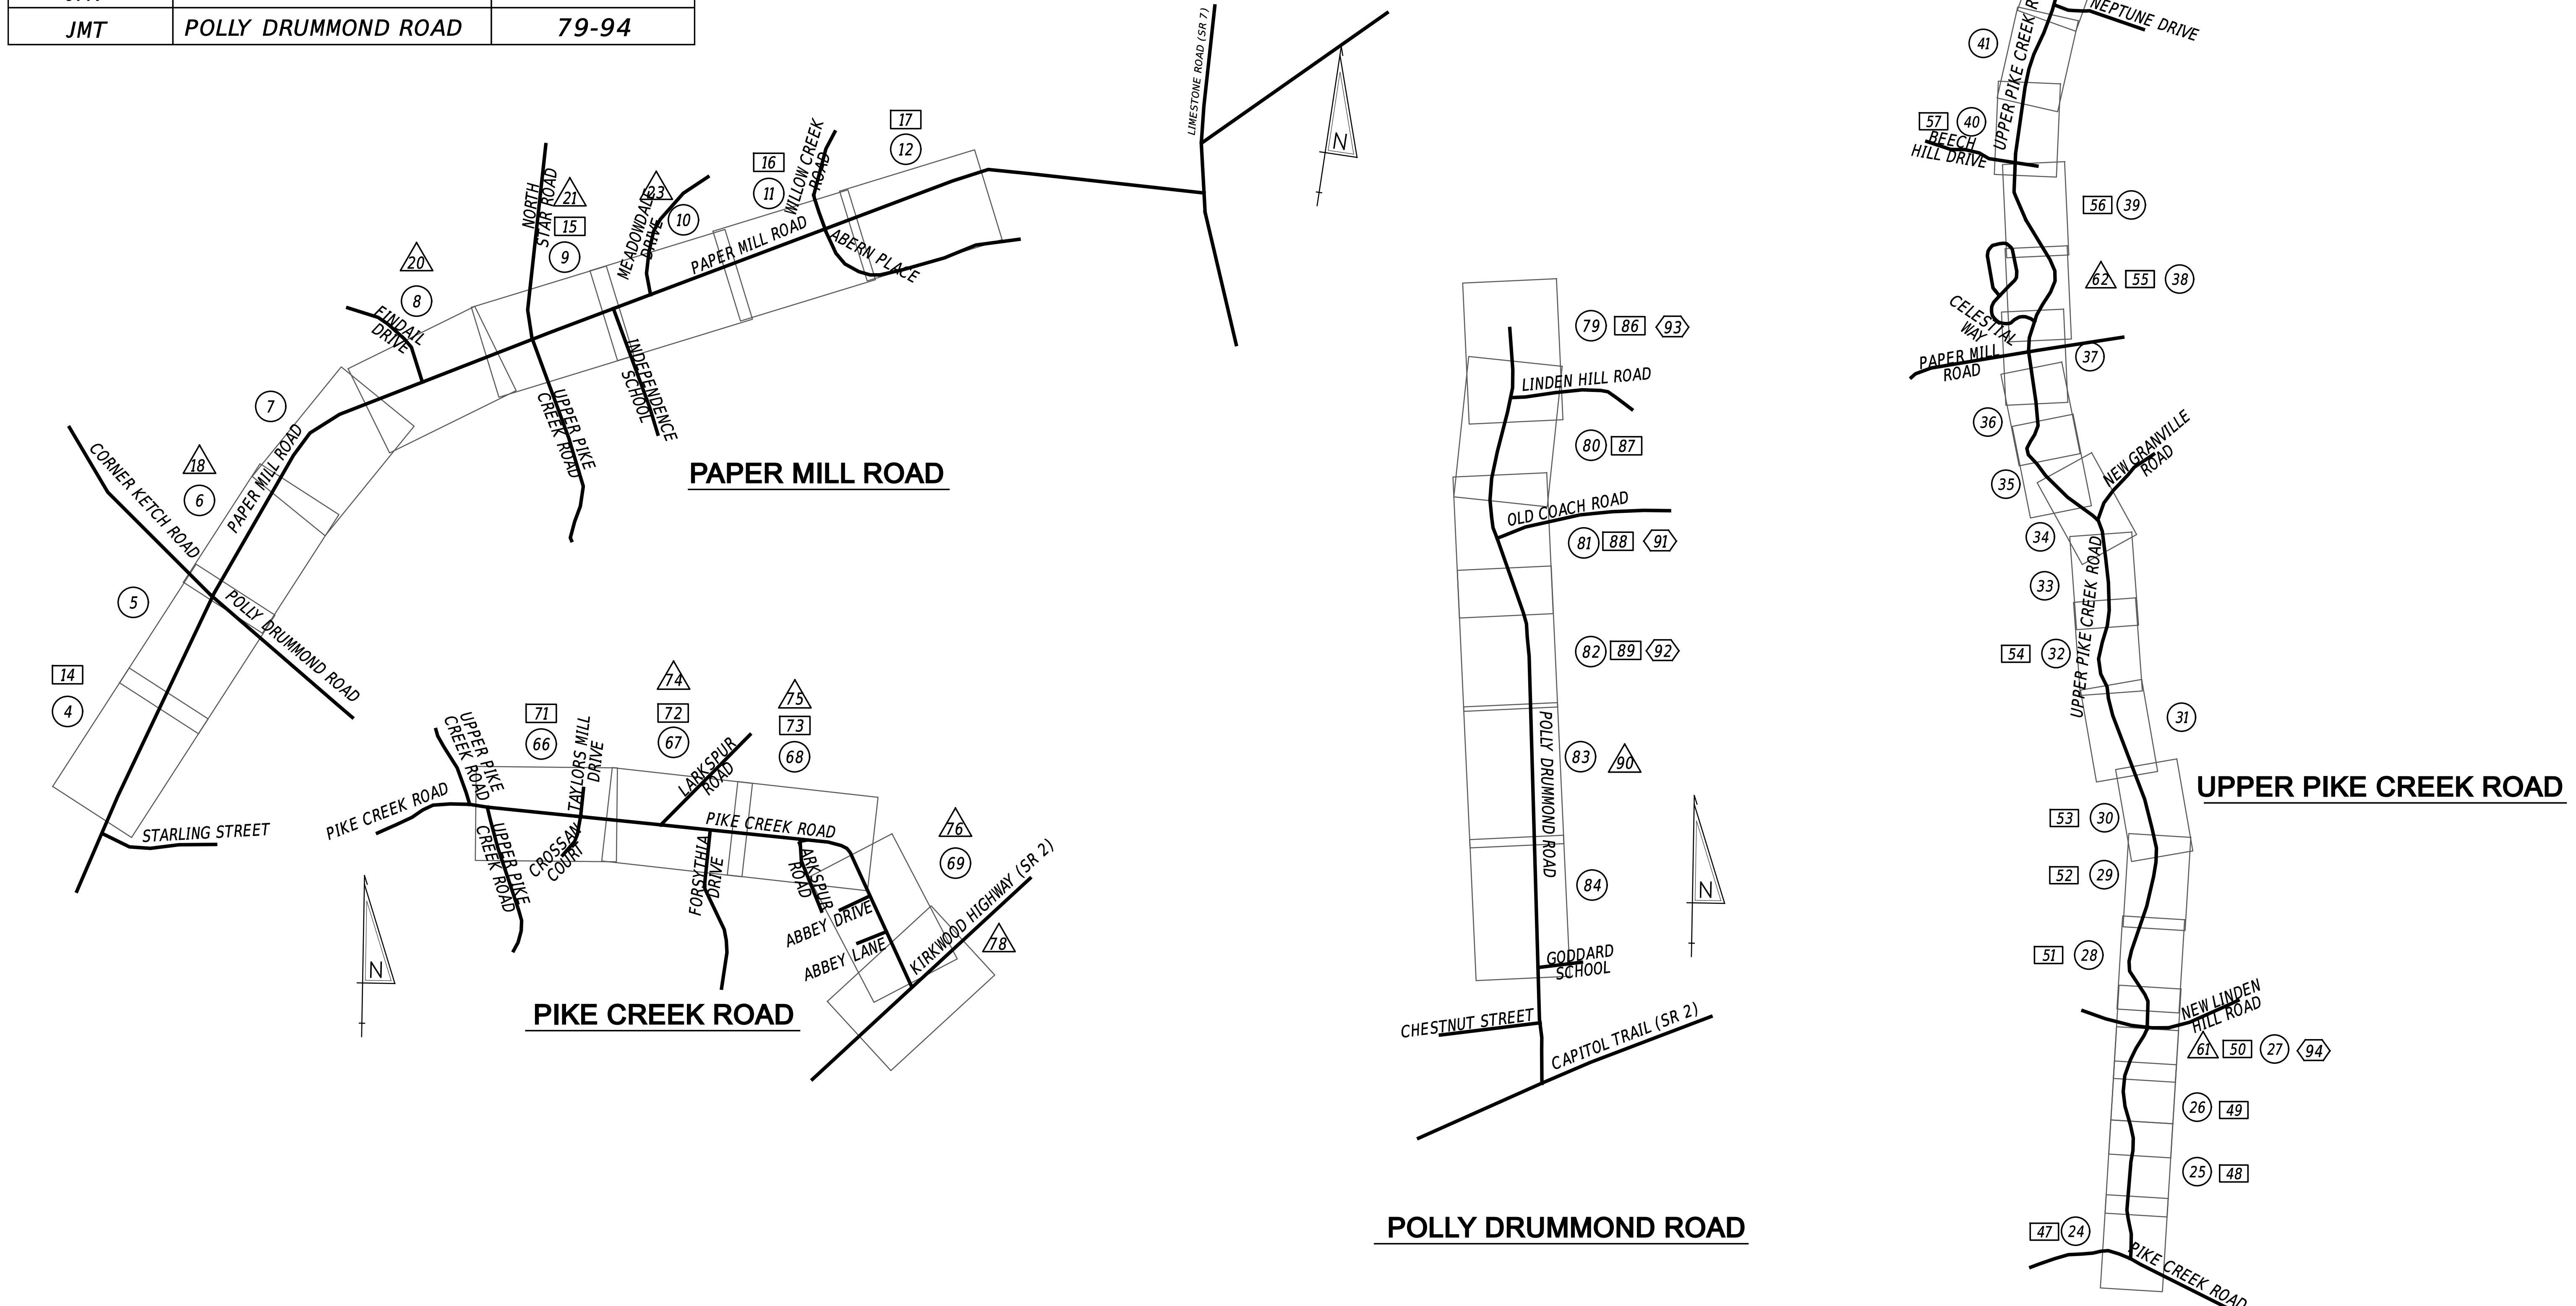 JMT POLLY DRUMMOND ROAD 79-94
LIMESTONE ROAD (SR 7)
N
17
12
16
11
WILLOW CREEK
ROAD
NORTH
STAR ROAD
21
15
9
23
10
MEADOWDALE
DRIVE
PAPER MILL ROAD
ABERN PLACE
20
8
FINDAIL
DRIVE
INDEPENDENCE
SCHOOL
UPPER PIKE
CREEK ROAD
7
CORNER KETCH ROAD
18
6
PAPER MILL ROAD
5
POLLY DRUMMOND ROAD
14
4
STARLING STREET
PAPER MILL ROAD
UPPER PIKE
CREEK ROAD
71
66
TAYLORS MILL
DRIVE
74
72
67
LARKSPUR
ROAD
75
73
68
PIKE CREEK ROAD
PIKE CREEK ROAD
UPPER PIKE
CREEK ROAD
CROSSAN
COURT
FORSYTHIA
DRIVE
ARKSPUR
ROAD
76
69
ABBEY DRIVE
ABBEY LANE
KIRKWOOD HIGHWAY (SR 2)
78
N
PIKE CREEK ROAD
79 86 93
LINDEN HILL ROAD
80 87
OLD COACH ROAD
81 88 91
82 89 92
POLLY DRUMMOND ROAD
83 90
84
N
GODDARD
SCHOOL
CHESTNUT STREET
CAPITOL TRAIL (SR 2)
POLLY DRUMMOND ROAD
NEPTUNE DRIVE
41
UPPER PIKE CREEK R
57 40
BEECH
HILL DRIVE
56 39
62 55 38
CELESTIAL
WAY
PAPER MILL
ROAD
37
36
NEW GRANVILLE
ROAD
35
34
33
UPPER PIKE CREEK ROAD
54 32
31
UPPER PIKE CREEK ROAD
53 30
52 29
51 28
NEW LINDEN
HILL ROAD
61 50 27 94
26 49
25 48
47 24
PIKE CREEK ROAD